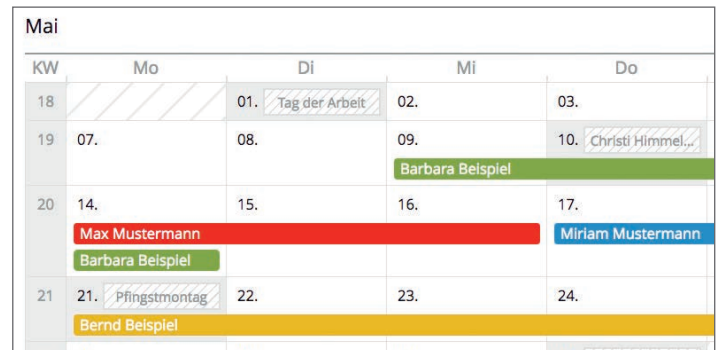 Mai
KW Mo Di Mi Do
18 01. Tag der Arbeit 02. 03.
19 07. 08. 09. 10. Christi Himmel...
Barbara Beispiel
20 14. 15. 16. 17.
Max Mustermann Miriam Mustermann
Barbara Beispiel
21 21. Pfingstmontag 22. 23. 24.
Bernd Beispiel